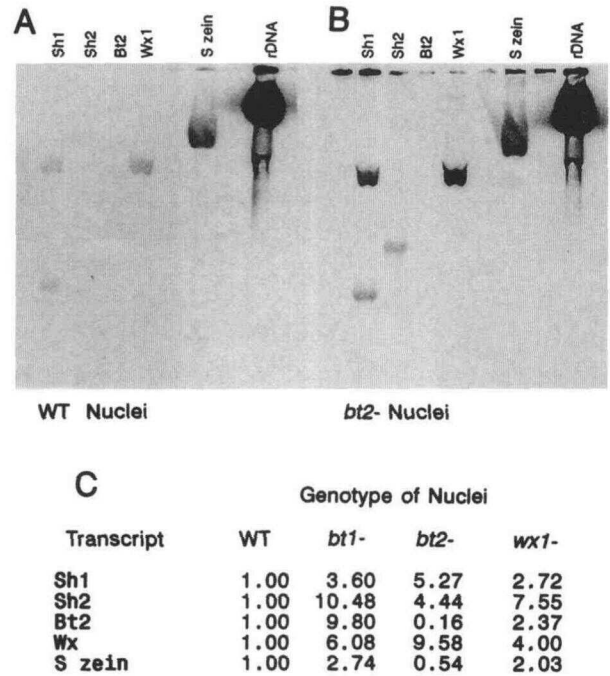 A B
Sh1 Sh2 Bt2 Wx1 S zein rDNA Sh1 Sh2 Bt2 Wx1 S zein rDNA
WT Nuclei bt2- Nuclei
C
Genotype of Nuclei
Transcript WT bt1- bt2- wx1-
Sh1 1.00 3.60 5.27 2.72
Sh2 1.00 10.48 4.44 7.55
Bt2 1.00 9.80 0.16 2.37
Wx 1.00 6.08 9.58 4.00
S zein 1.00 2.74 0.54 2.03